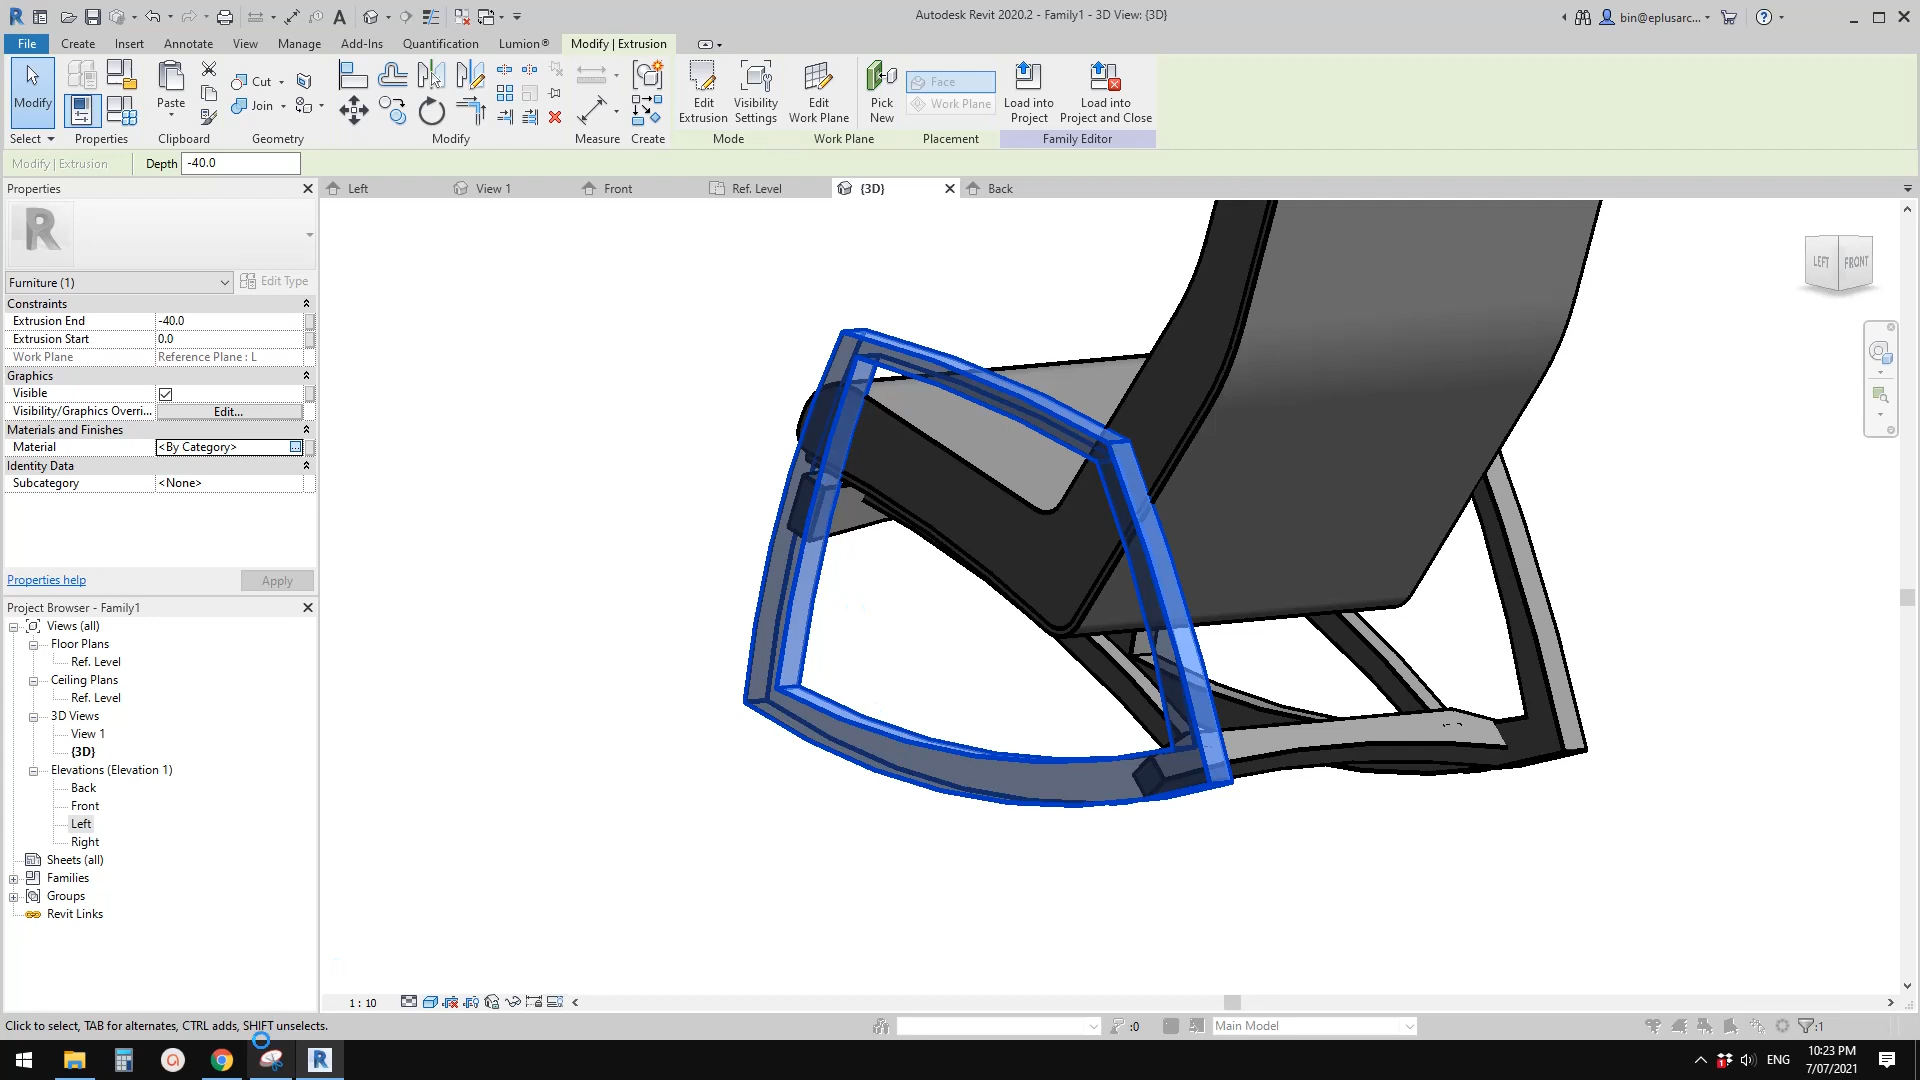 Autodesk Revit 2020.2 - Family1 - 3D View: {3D}
bin@eplusarc...
File
Create
Insert
Annotate
View
Manage
Add-Ins
Quantification
Lumion®
Modify | Extrusion
Modify
Paste
Cut
Join
Edit
Extrusion
Visibility
Settings
Edit
Work Plane
Pick
New
Face
Work Plane
Load into
Project
Load into
Project and Close
Select
Properties
Clipboard
Geometry
Modify
Measure
Create
Mode
Work Plane
Placement
Family Editor
Modify | Extrusion
Depth
-40.0
Properties
Left
View 1
Front
Ref. Level
{3D}
Back
Furniture (1)
Edit Type
Constraints
Extrusion End
-40.0
Extrusion Start
0.0
Work Plane
Reference Plane : L
Graphics
Visible
Visibility/Graphics Overri...
Edit...
Materials and Finishes
Material
<By Category>
Identity Data
Subcategory
<None>
Properties help
Apply
LEFT
FRONT
Project Browser - Family1
Views (all)
Floor Plans
Ref. Level
Ceiling Plans
Ref. Level
3D Views
View 1
{3D}
Elevations (Elevation 1)
Back
Front
Left
Right
Sheets (all)
Families
Groups
Revit Links
1 : 10
Click to select, TAB for alternates, CTRL adds, SHIFT unselects.
:0
Main Model
:1
ENG
10:23 PM
7/07/2021